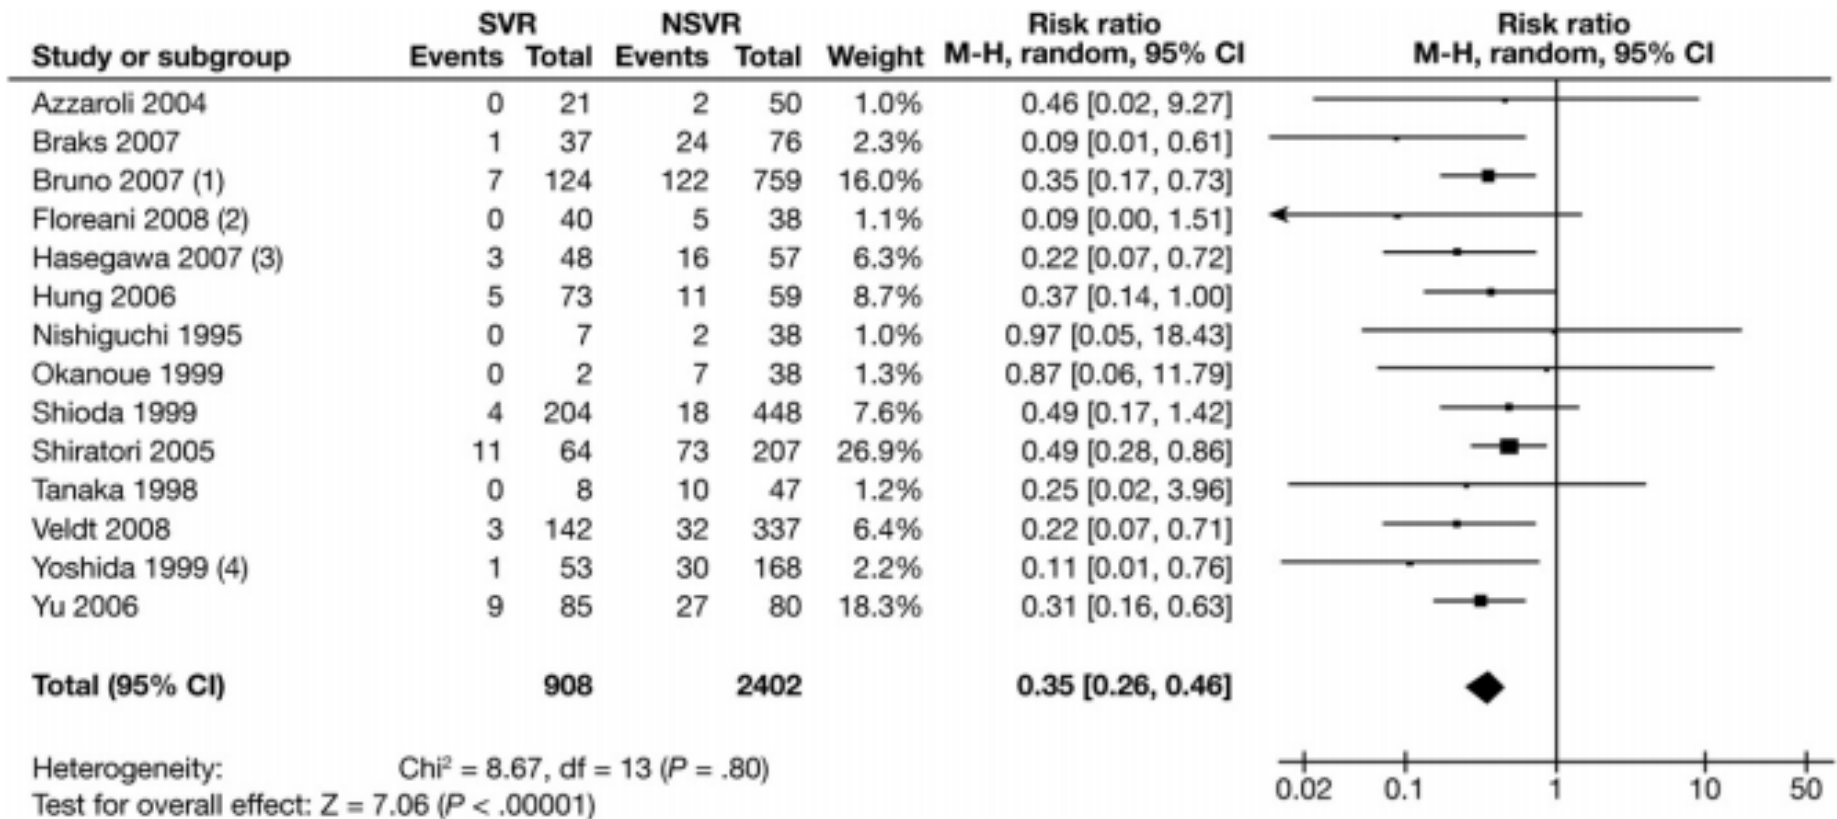 SVR NSVR Risk ratio Risk ratio
Study or subgroup Events Total Events Total Weight M-H, random, 95% CI M-H, random, 95% CI
Azzaroli 2004 0 21 2 50 1.0% 0.46 [0.02, 9.27]
Braks 2007 1 37 24 76 2.3% 0.09 [0.01, 0.61]
Bruno 2007 (1) 7 124 122 759 16.0% 0.35 [0.17, 0.73]
Floreani 2008 (2) 0 40 5 38 1.1% 0.09 [0.00, 1.51]
Hasegawa 2007 (3) 3 48 16 57 6.3% 0.22 [0.07, 0.72]
Hung 2006 5 73 11 59 8.7% 0.37 [0.14, 1.00]
Nishiguchi 1995 0 7 2 38 1.0% 0.97 [0.05, 18.43]
Okanoue 1999 0 2 7 38 1.3% 0.87 [0.06, 11.79]
Shioda 1999 4 204 18 448 7.6% 0.49 [0.17, 1.42]
Shiratori 2005 11 64 73 207 26.9% 0.49 [0.28, 0.86]
Tanaka 1998 0 8 10 47 1.2% 0.25 [0.02, 3.96]
Veldt 2008 3 142 32 337 6.4% 0.22 [0.07, 0.71]
Yoshida 1999 (4) 1 53 30 168 2.2% 0.11 [0.01, 0.76]
Yu 2006 9 85 27 80 18.3% 0.31 [0.16, 0.63]
Total (95% CI) 908 2402 0.35 [0.26, 0.46]
Heterogeneity: Chi² = 8.67, df = 13 (P = .80)
Test for overall effect: Z = 7.06 (P < .00001)
0.02 0.1 1 10 50